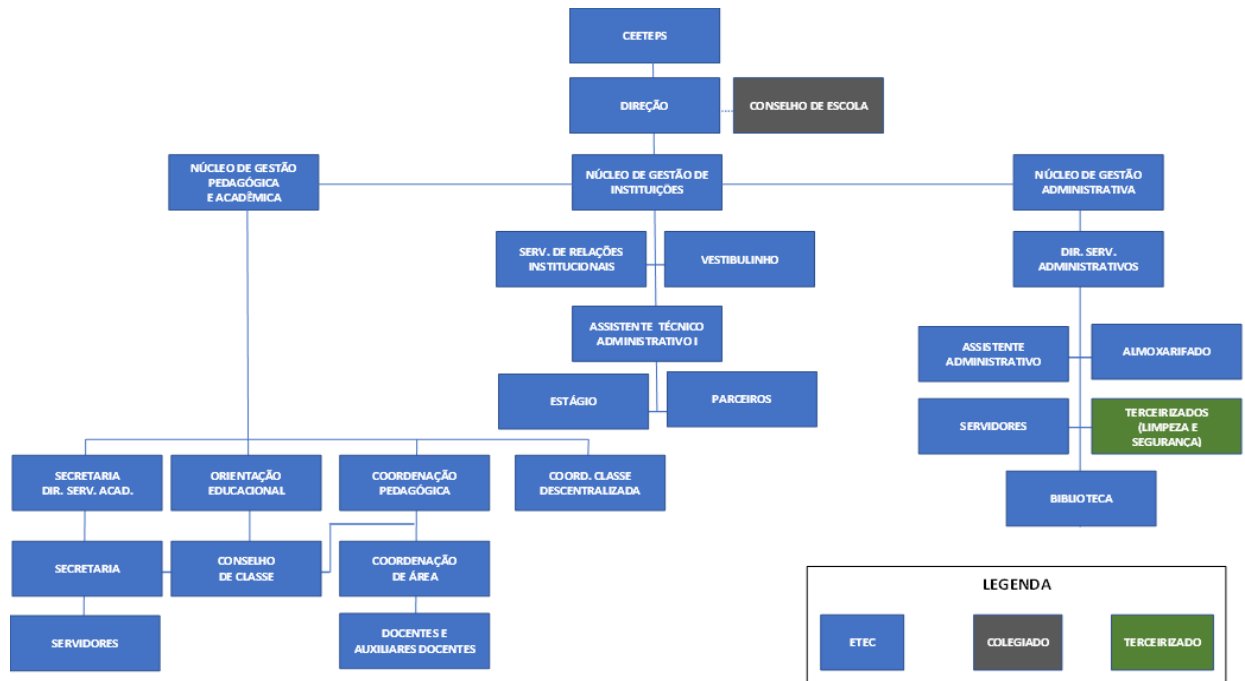 CEETEPS
DIREÇÃO
CONSELHO DE ESCOLA
NÚCLEO DE GESTÃO
PEDAGÓGICA
E ACADÊMICA
NÚCLEO DE GESTÃO DE
INSTITUIÇÕES
NÚCLEO DE GESTÃO
ADMINISTRATIVA
SERV. DE RELAÇÕES
INSTITUCIONAIS
VESTIBULINHO
DIR. SERV.
ADMINISTRATIVOS
ASSISTENTE TÉCNICO
ADMINISTRATIVO I
ASSISTENTE
ADMINISTRATIVO
ALMOXARIFADO
ESTÁGIO
PARCEIROS
SERVIDORES
TERCEIRIZADOS
(LIMPEZA E
SEGURANÇA)
SECRETARIA
DIR. SERV. ACAD.
ORIENTAÇÃO
EDUCACIONAL
COORDENAÇÃO
PEDAGÓGICA
COORD. CLASSE
DESCENTRALIZADA
BIBLIOTECA
SECRETARIA
CONSELHO
DE CLASSE
COORDENAÇÃO
DE ÁREA
SERVIDORES
DOCENTES E
AUXILIARES DOCENTES
LEGENDA
ETEC
COLEGIADO
TERCEIRIZADO